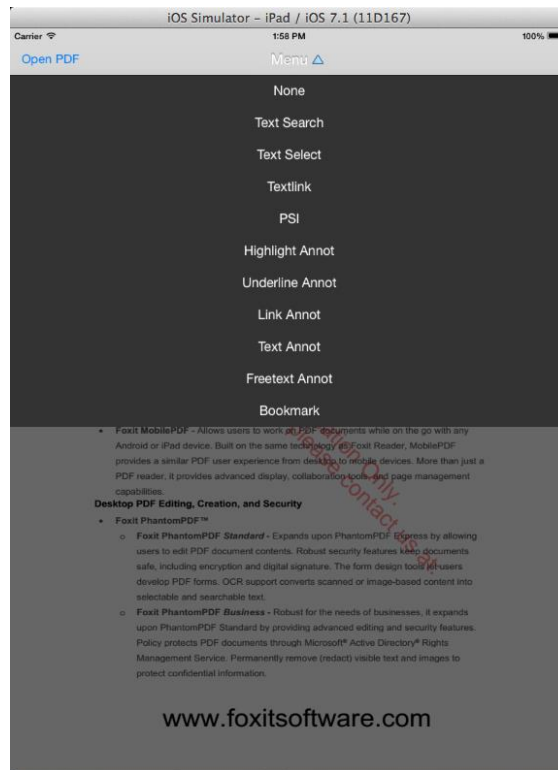 iOS Simulator – iPad / iOS 7.1 (11D167)
Carrier 1:58 PM 100%
Open PDF Menu
None
Text Search
Text Select
Textlink
PSI
Highlight Annot
Underline Annot
Link Annot
Text Annot
Freetext Annot
Bookmark
• Foxit MobilePDF - Allows users to work on PDF documents while on the go with any
Android or iPad device. Built on the same technology as Foxit Reader, MobilePDF
provides a similar PDF user experience from desktop to mobile devices. More than just a
PDF reader, it provides advanced display, collaboration tools, and page management
capabilities.
Desktop PDF Editing, Creation, and Security
• Foxit PhantomPDF™
o Foxit PhantomPDF Standard - Expands upon PhantomPDF Express by allowing
users to edit PDF document contents. Robust security features keep documents
safe, including encryption and digital signature. The form design tools let users
develop PDF forms. OCR support converts scanned or image-based content into
selectable and searchable text.
o Foxit PhantomPDF Business - Robust for the needs of businesses, it expands
upon PhantomPDF Standard by providing advanced editing and security features.
Policy protects PDF documents through Microsoft® Active Directory® Rights
Management Service. Permanently remove (redact) visible text and images to
protect confidential information.
Only.
please contact us at.
www.foxitsoftware.com